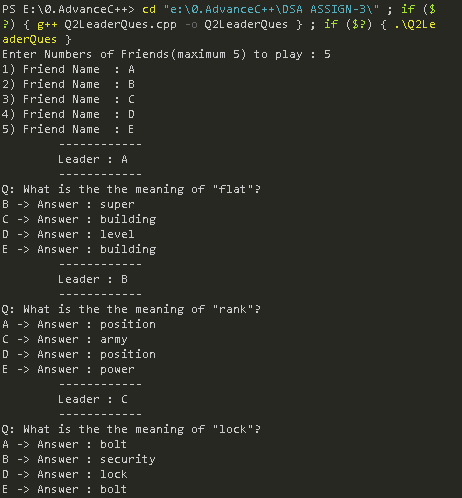 PS E:\0.AdvanceC++> cd "e:\0.AdvanceC++\DSA ASSIGN-3\" ; if ($
?) { g++ Q2LeaderQues.cpp -o Q2LeaderQues } ; if ($?) { .\Q2Le
aderQues }
Enter Numbers of Friends(maximum 5) to play : 5
1) Friend Name  : A
2) Friend Name  : B
3) Friend Name  : C
4) Friend Name  : D
5) Friend Name  : E
        ------------
        Leader : A
        ------------
Q: What is the the meaning of "flat"?
B -> Answer : super
C -> Answer : building
D -> Answer : level
E -> Answer : building
        ------------
        Leader : B
        ------------
Q: What is the the meaning of "rank"?
A -> Answer : position
C -> Answer : army
D -> Answer : position
E -> Answer : power
        ------------
        Leader : C
        ------------
Q: What is the the meaning of "lock"?
A -> Answer : bolt
B -> Answer : security
D -> Answer : lock
E -> Answer : bolt